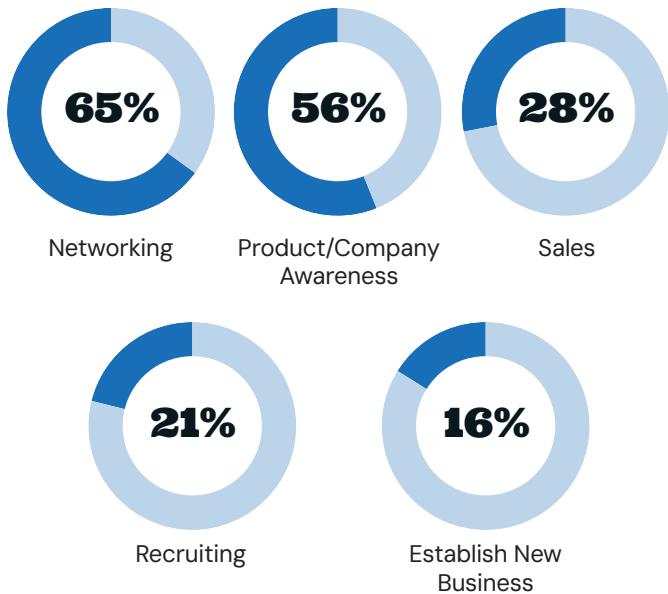 65%
56%
28%
Networking
Product/Company
Awareness
Sales
21%
16%
Recruiting
Establish New
Business